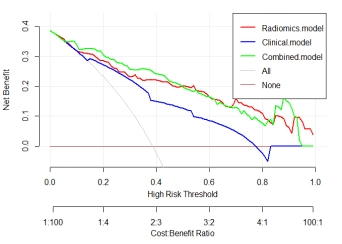 Radiomics.model
Clinical.model
Combined.model
All
None
Net Benefit
0.4
0.3
0.2
0.1
0.0
0.0 0.2 0.4 0.6 0.8 1.0
High Risk Threshold
1:100 1:4 2:3 3:2 4:1 100:1
Cost:Benefit Ratio